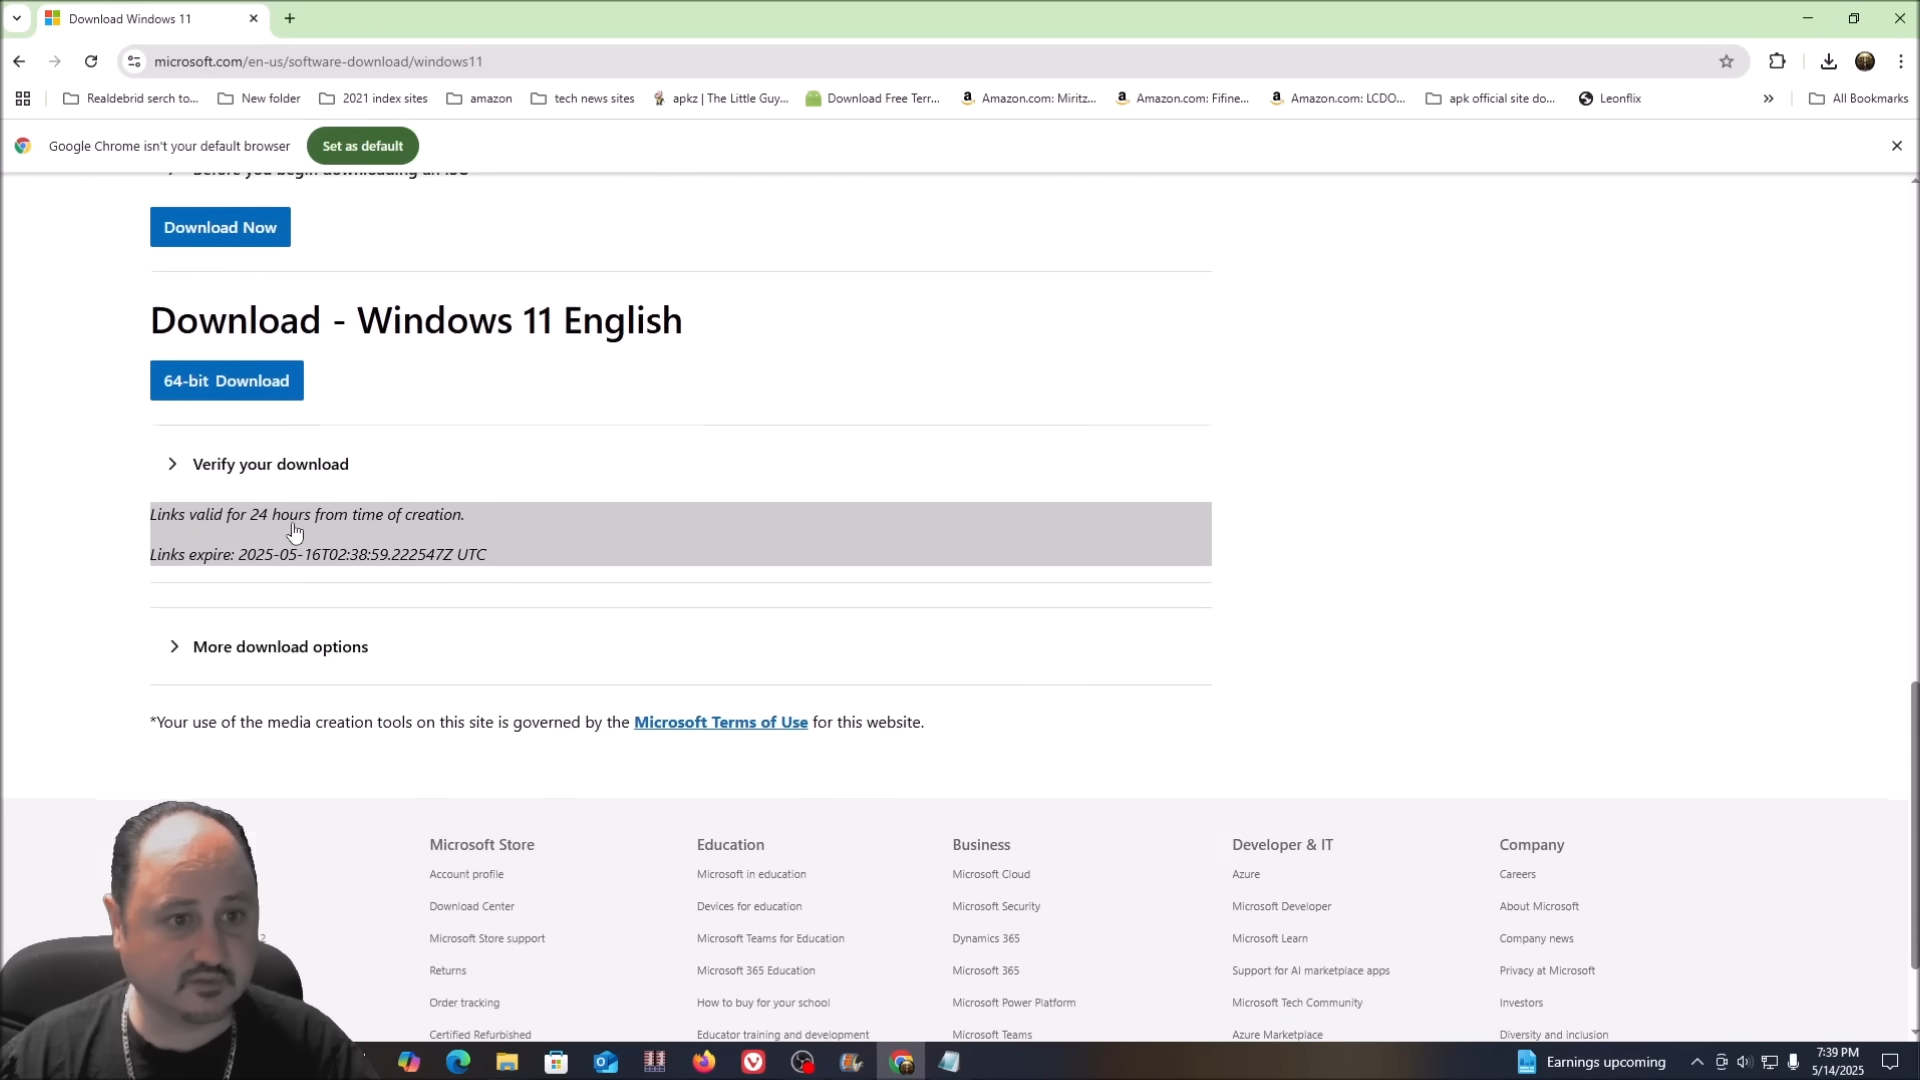 Download Windows 11
microsoft.com/en-us/software-download/windows11
Realdebrid serch to...
New folder
2021 index sites
amazon
tech news sites
apkz | The Little Guy...
Download Free Terr...
Amazon.com: Miritz...
Amazon.com: Fifine...
Amazon.com: LCDO...
apk official site do...
Leonflix
»
All Bookmarks
Google Chrome isn't your default browser
Set as default
Before you begin downloading an ISO
Download Now
Download - Windows 11 English
64-bit Download
Verify your download
Links valid for 24 hours from time of creation.
Links expire: 2025-05-16T02:38:59.222547Z UTC
More download options
*Your use of the media creation tools on this site is governed by the Microsoft Terms of Use for this website.
Microsoft Store
Account profile
Download Center
Microsoft Store support
Returns
Order tracking
Certified Refurbished
Education
Microsoft in education
Devices for education
Microsoft Teams for Education
Microsoft 365 Education
How to buy for your school
Educator training and development
Business
Microsoft Cloud
Microsoft Security
Dynamics 365
Microsoft 365
Microsoft Power Platform
Microsoft Teams
Developer & IT
Azure
Microsoft Developer
Microsoft Learn
Support for AI marketplace apps
Microsoft Tech Community
Azure Marketplace
Company
Careers
About Microsoft
Company news
Privacy at Microsoft
Investors
Diversity and inclusion
Earnings upcoming
7:39 PM
5/14/2025